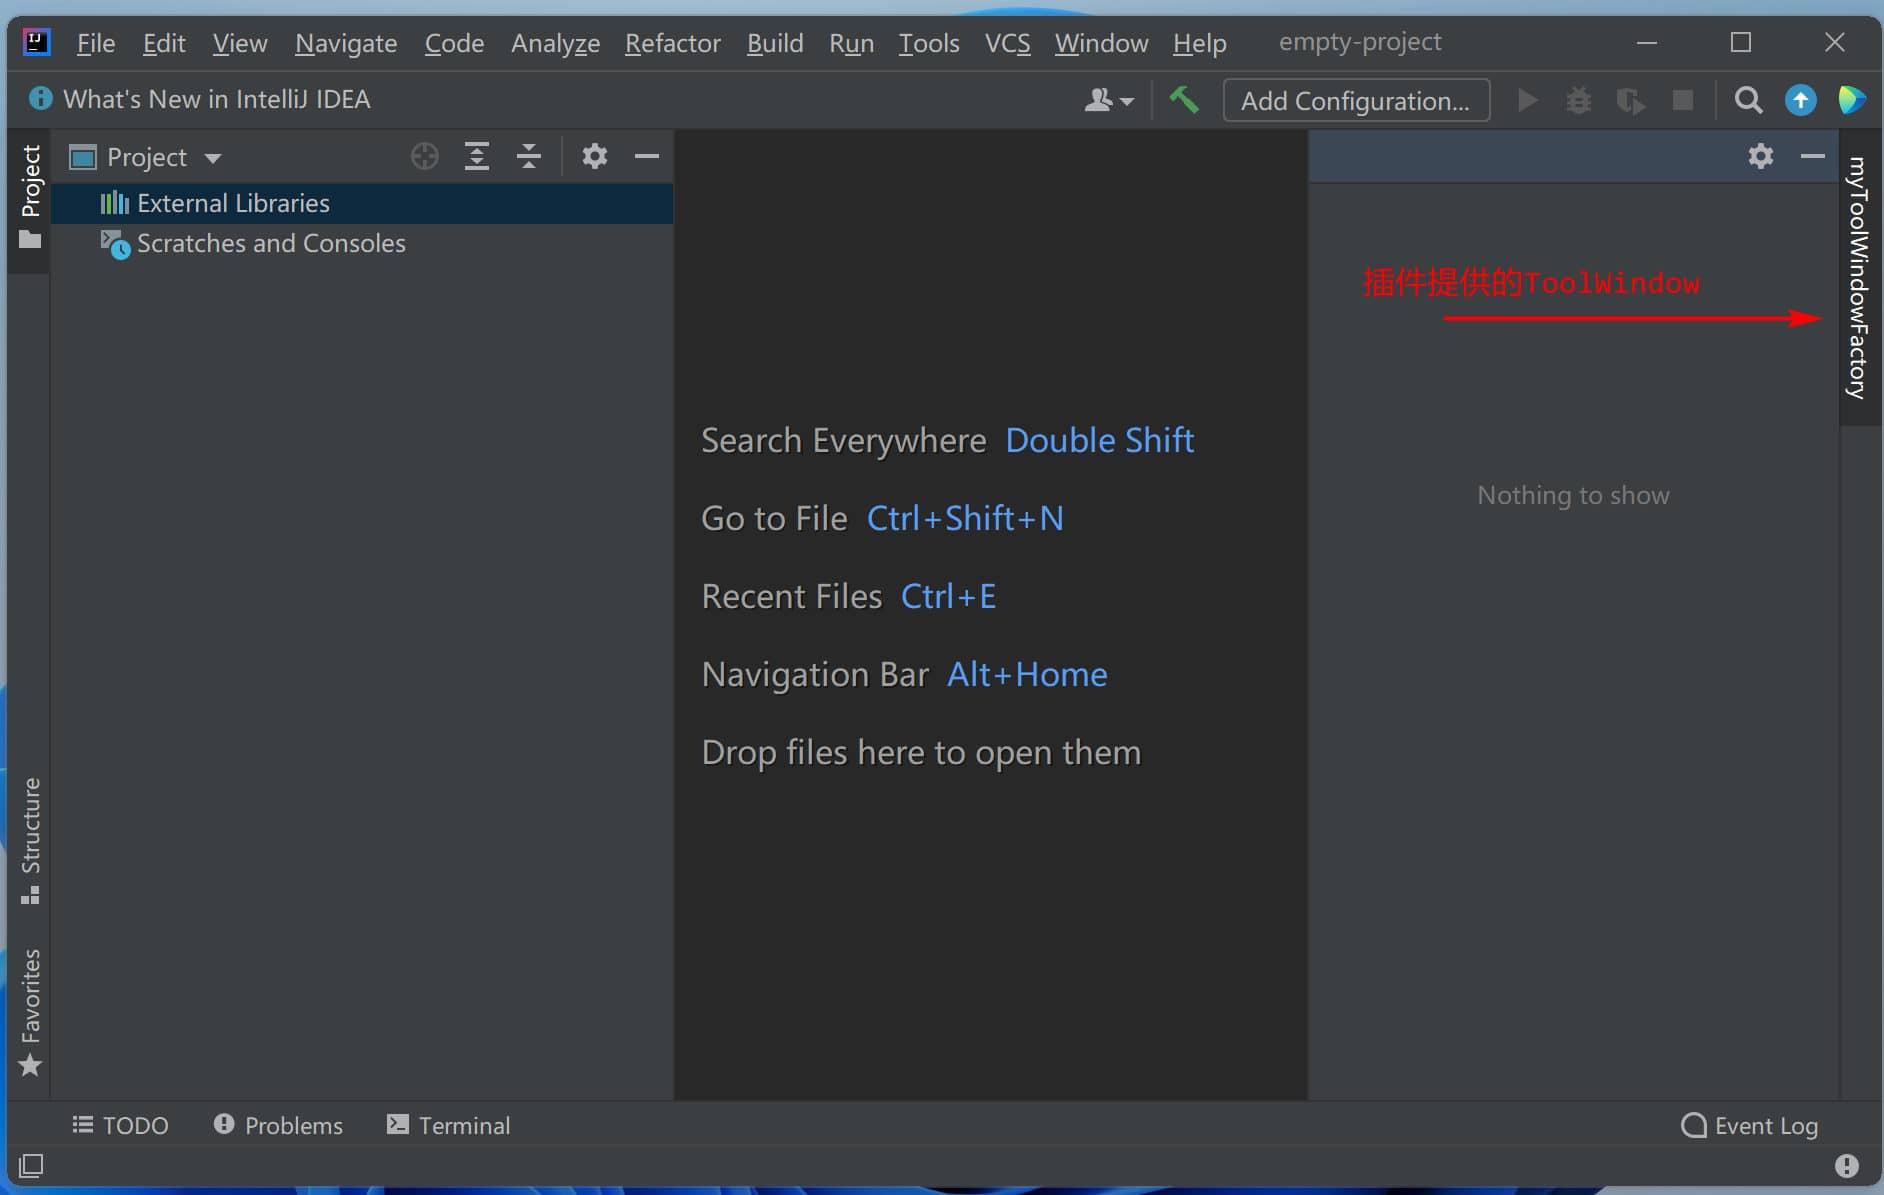 IJ
File Edit View Navigate Code Analyze Refactor Build Run Tools VCS Window Help empty-project
What's New in IntelliJ IDEA
Add Configuration...
Project
Project
External Libraries
Scratches and Consoles
Structure
Favorites
Search Everywhere Double Shift
Go to File Ctrl+Shift+N
Recent Files Ctrl+E
Navigation Bar Alt+Home
Drop files here to open them
插件提供的ToolWindow
Nothing to show
myToolWindowFactory
TODO Problems Terminal Event Log